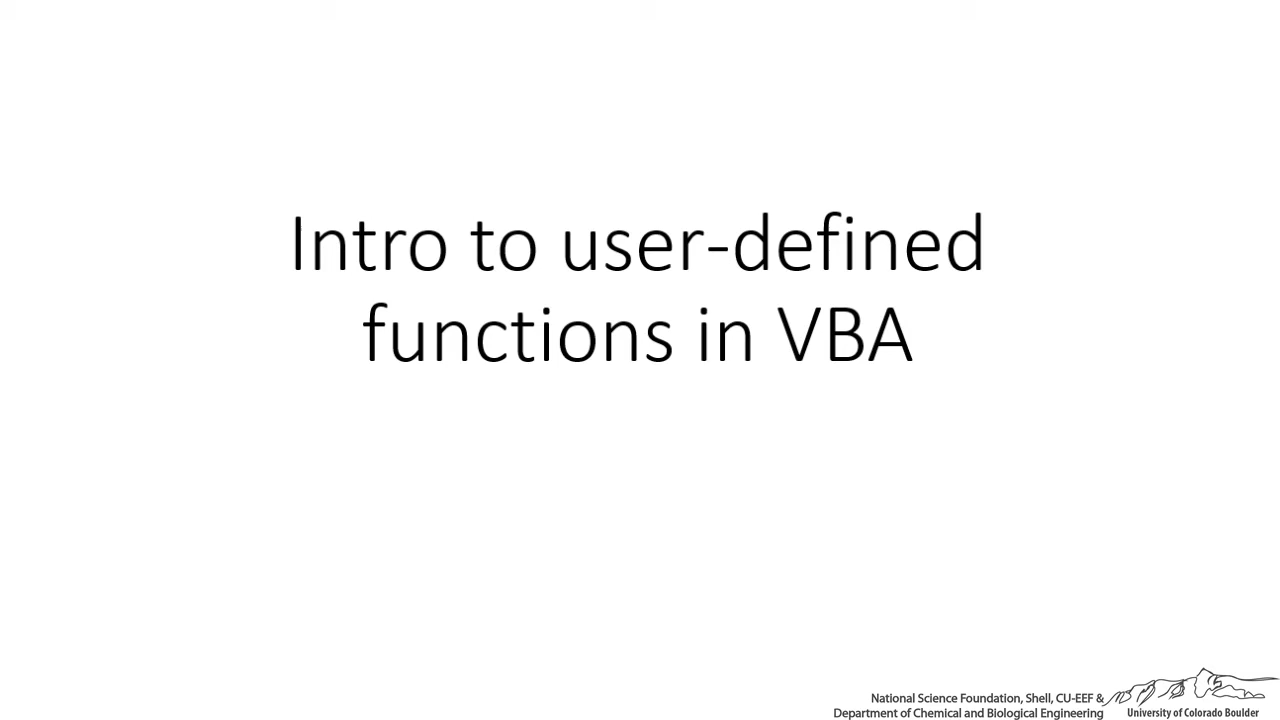 Intro to user-defined
functions in VBA
National Science Foundation, Shell, CU-EEF &
Department of Chemical and Biological Engineering
University of Colorado Boulder